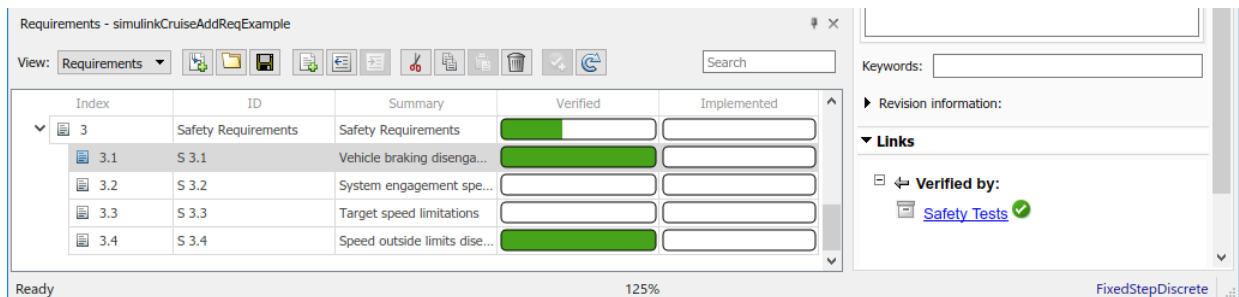 Requirements - simulinkCruiseAddReqExample
View: Requirements
Search
Index ID Summary Verified Implemented
3 Safety Requirements Safety Requirements
3.1 S 3.1 Vehicle braking disenga...
3.2 S 3.2 System engagement spe...
3.3 S 3.3 Target speed limitations
3.4 S 3.4 Speed outside limits dise...
Keywords:
Revision information:
Links
Verified by:
Safety Tests
Ready 125% FixedStepDiscrete